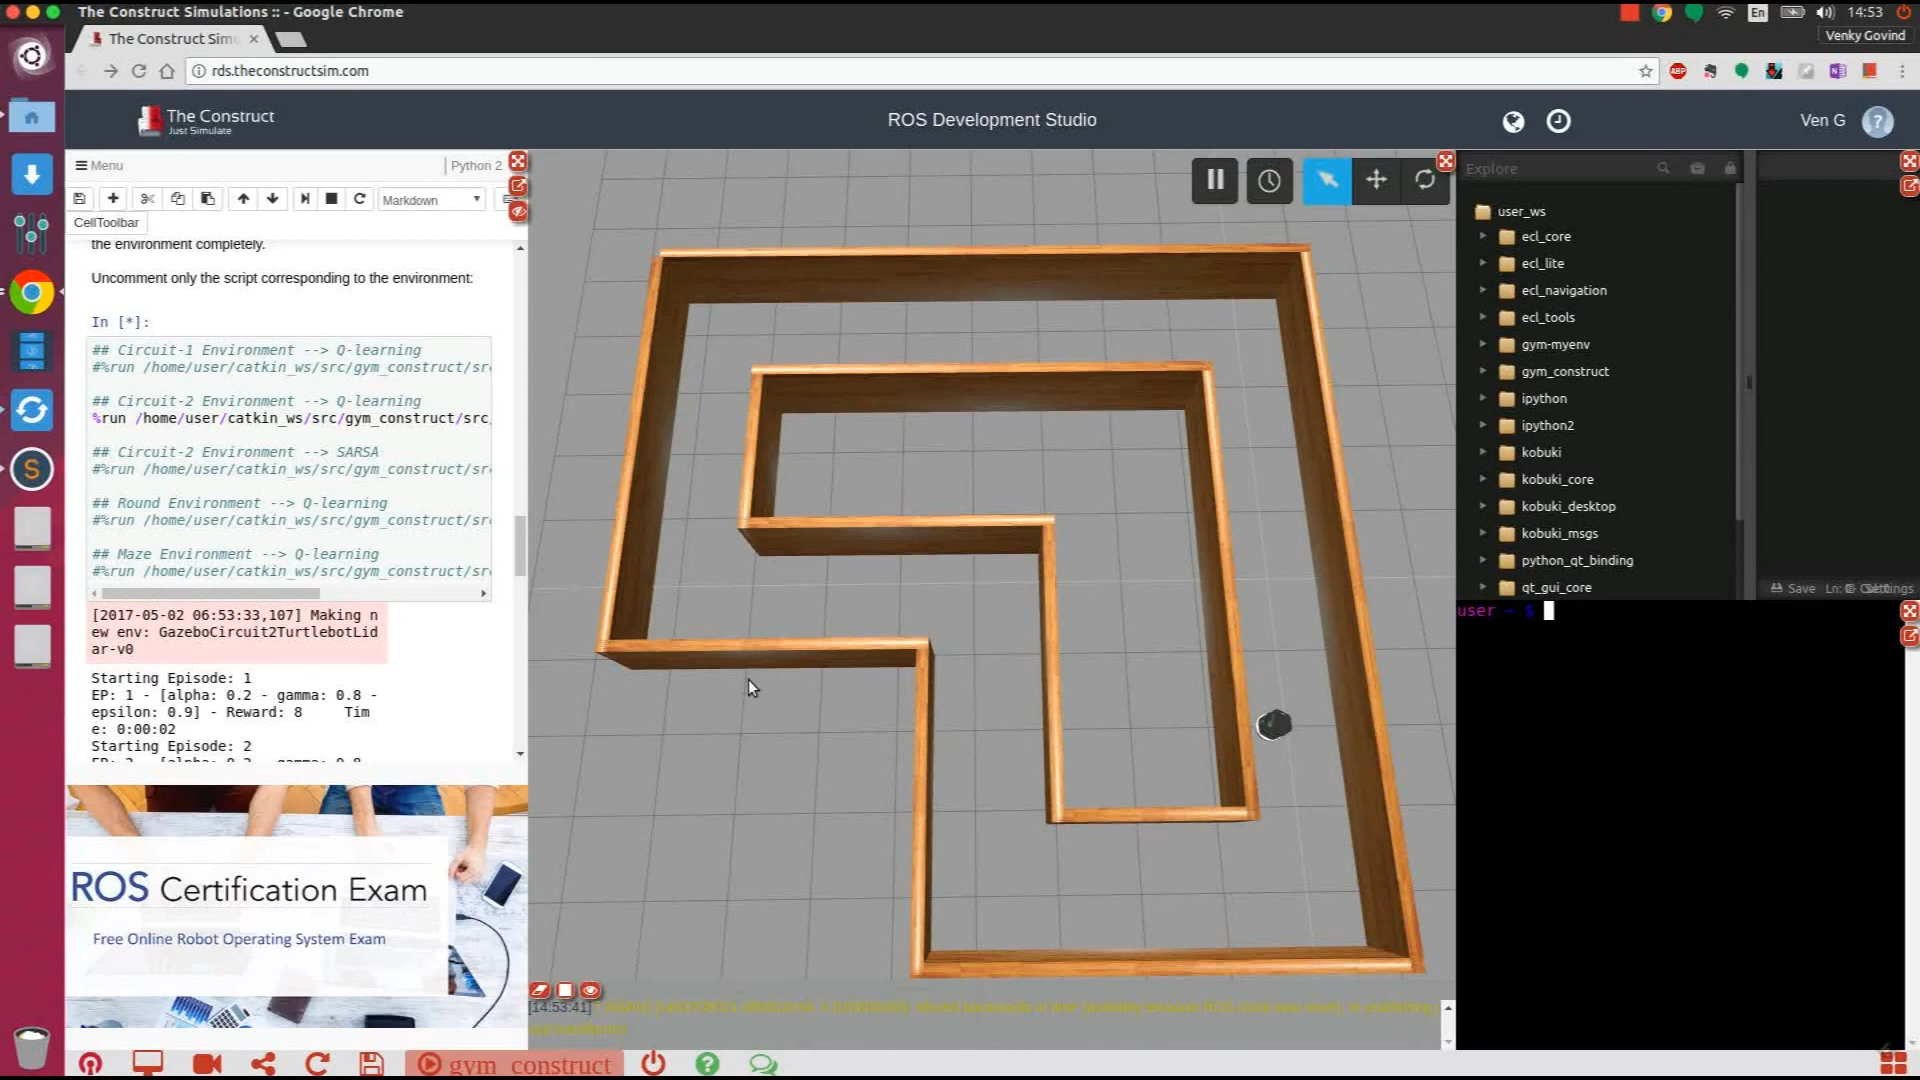 The Construct Simulations :: - Google Chrome
En
14:53
The Construct Sim
Venky Govind
rds.theconstructsim.com
ABP
The Construct
Just Simulate
ROS Development Studio
Ven G
?
Menu
Python 2
Markdown
CellToolbar
the environment completely.
Uncomment only the script corresponding to the environment:
In [*]:
## Circuit-1 Environment --> Q-learning
#%run /home/user/catkin_ws/src/gym_construct/src
## Circuit-2 Environment --> Q-learning
%run /home/user/catkin_ws/src/gym_construct/src
## Circuit-2 Environment --> SARSA
#%run /home/user/catkin_ws/src/gym_construct/src
## Round Environment --> Q-learning
#%run /home/user/catkin_ws/src/gym_construct/src
## Maze Environment --> Q-learning
#%run /home/user/catkin_ws/src/gym_construct/src
[2017-05-02 06:53:33,107] Making n
ew env: GazeboCircuit2TurtlebotLid
ar-v0
Starting Episode: 1
EP: 1 - [alpha: 0.2 - gamma: 0.8 -
epsilon: 0.9] - Reward: 8 Tim
e: 0:00:02
Starting Episode: 2
ROS Certification Exam
Free Online Robot Operating System Exam
[14:53:41]
Explore
user_ws
ecl_core
ecl_lite
ecl_navigation
ecl_tools
gym-myenv
gym_construct
ipython
ipython2
kobuki
kobuki_core
kobuki_desktop
kobuki_msgs
python_qt_binding
qt_gui_core
Save Ln:
user ~ $
gym_construct